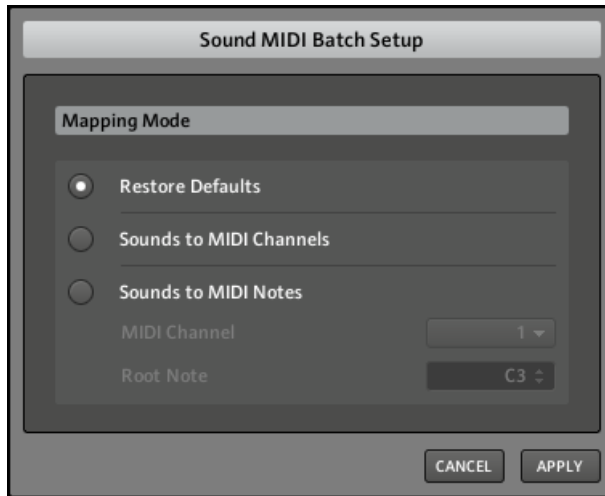 Sound MIDI Batch Setup
Mapping Mode
Restore Defaults
Sounds to MIDI Channels
Sounds to MIDI Notes
MIDI Channel 1
Root Note C3
CANCEL APPLY